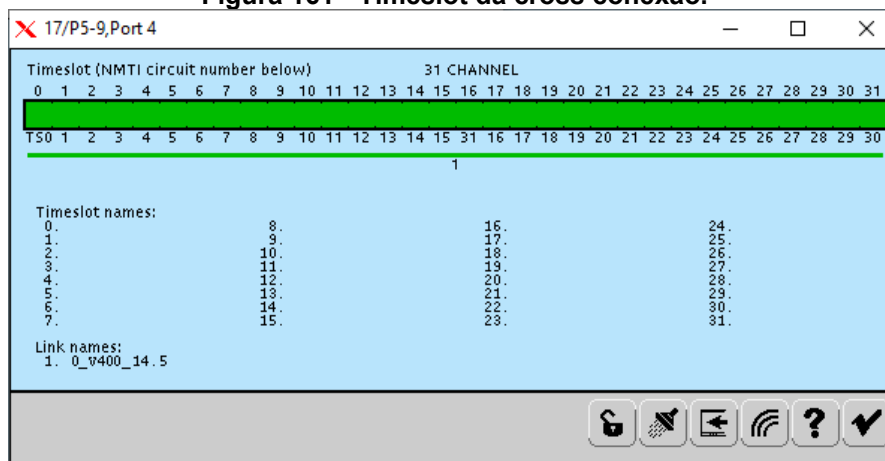 Figura 101 - Timeslot da cross-conexão.
17/P5-9,Port 4
Timeslot (NMTI circuit number below) 31 CHANNEL
0 1 2 3 4 5 6 7 8 9 10 11 12 13 14 15 16 17 18 19 20 21 22 23 24 25 26 27 28 29 30 31
TS0 1 2 3 4 5 6 7 8 9 10 11 12 13 14 15 31 16 17 18 19 20 21 22 23 24 25 26 27 28 29 30
1
Timeslot names:
0. 8. 16. 24.
1. 9. 17. 25.
2. 10. 18. 26.
3. 11. 19. 27.
4. 12. 20. 28.
5. 13. 21. 29.
6. 14. 22. 30.
7. 15. 23. 31.
Link names:
1. 0_V400_14.5
?